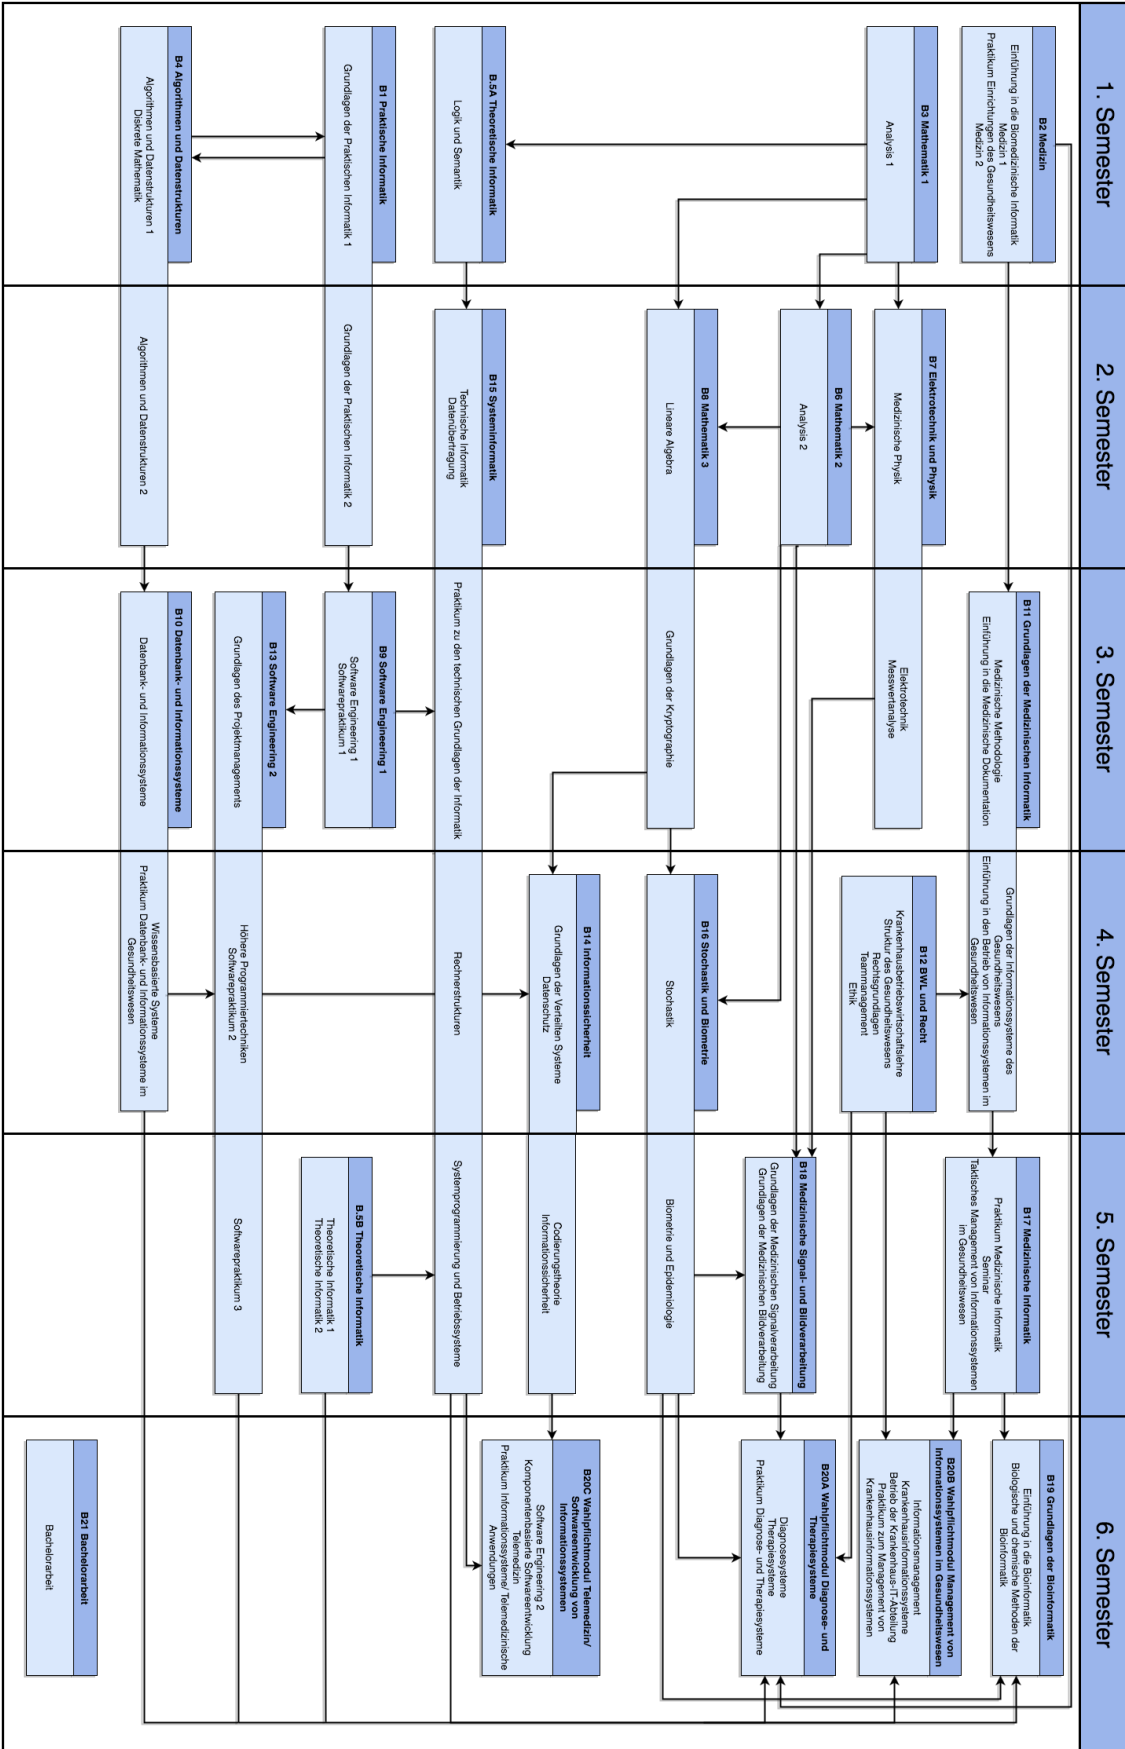 1. Semester
2. Semester
3. Semester
4. Semester
5. Semester
6. Semester
B2 Medizin
Einführung in die Biomedizinische Informatik
Medizin 1
Praktikum Einrichtungen des Gesundheitswesens
Medizin 2
B3 Mathematik 1
Analysis 1
B.5A Theoretische Informatik
Logik und Semantik
B1 Praktische Informatik
Grundlagen der Praktischen Informatik 1
Grundlagen der Praktischen Informatik 2
B4 Algorithmen und Datenstrukturen
Algorithmen und Datenstrukturen 1
Diskrete Mathematik
Algorithmen und Datenstrukturen 2
B7 Elektrotechnik und Physik
Medizinische Physik
Elektrotechnik
Messwertanalyse
B6 Mathematik 2
Analysis 2
B8 Mathematik 3
Lineare Algebra
Grundlagen der Kryptographie
B15 Systeminformatik
Technische Informatik
Datenübertragung
Praktikum zu den technischen Grundlagen der Informatik
Rechnerstrukturen
Systemprogrammierung und Betriebssysteme
B11 Grundlagen der Medizinischen Informatik
Medizinische Methodologie
Einführung in die Medizinische Dokumentation
Grundlagen der Informationssysteme des
Gesundheitswesens
Einführung in den Betrieb von Informationssystemen im
Gesundheitswesen
B9 Software Engineering 1
Software Engineering 1
Softwarepraktikum 1
B13 Software Engineering 2
Grundlagen des Projektmanagements
Höhere Programmiertechniken
Softwarepraktikum 2
Softwarepraktikum 3
B10 Datenbank- und Informationssysteme
Datenbank- und Informationssysteme
Wissensbasierte Systeme
Praktikum Datenbank- und Informationssysteme im
Gesundheitswesen
B12 BWL und Recht
Krankenhausbetriebswirtschaftslehre
Struktur des Gesundheitswesens
Rechtsgrundlagen
Teammanagement
Ethik
B16 Stochastik und Biometrie
Stochastik
Biometrie und Epidemiologie
B14 Informationssicherheit
Grundlagen der Verteilten Systeme
Datenschutz
Codierungstheorie
Informationssicherheit
B17 Medizinische Informatik
Praktikum Medizinische Informatik
Seminar
Taktisches Management von Informationssystemen
im Gesundheitswesen
B18 Medizinische Signal- und Bildverarbeitung
Grundlagen der Medizinischen Signalverarbeitung
Grundlagen der Medizinischen Bildverarbeitung
B.5B Theoretische Informatik
Theoretische Informatik 1
Theoretische Informatik 2
B19 Grundlagen der Bioinformatik
Einführung in die Bioinformatik
Biologische und chemische Methoden der
Bioinformatik
B20B Wahlpflichtmodul Management von
Informationssystemen im Gesundheitswesen
Informationsmanagement
Krankenhausinformationssysteme
Betrieb der Krankenhaus-IT-Abteilung
Praktikum zum Management von
Krankenhausinformationssystemen
B20A Wahlpflichtmodul Diagnose- und
Therapiesysteme
Diagnosesysteme
Therapiesysteme
Praktikum Diagnose- und Therapiesysteme
B20C Wahlpflichtmodul Telemedizin/
Softwareentwicklung von
Informationssystemen
Software Engineering 2
Komponentenbasierte Softwareentwicklung
Telemedizin
Praktikum Informationssysteme/ Telemedizinische
Anwendungen
B21 Bachelorarbeit
Bachelorarbeit